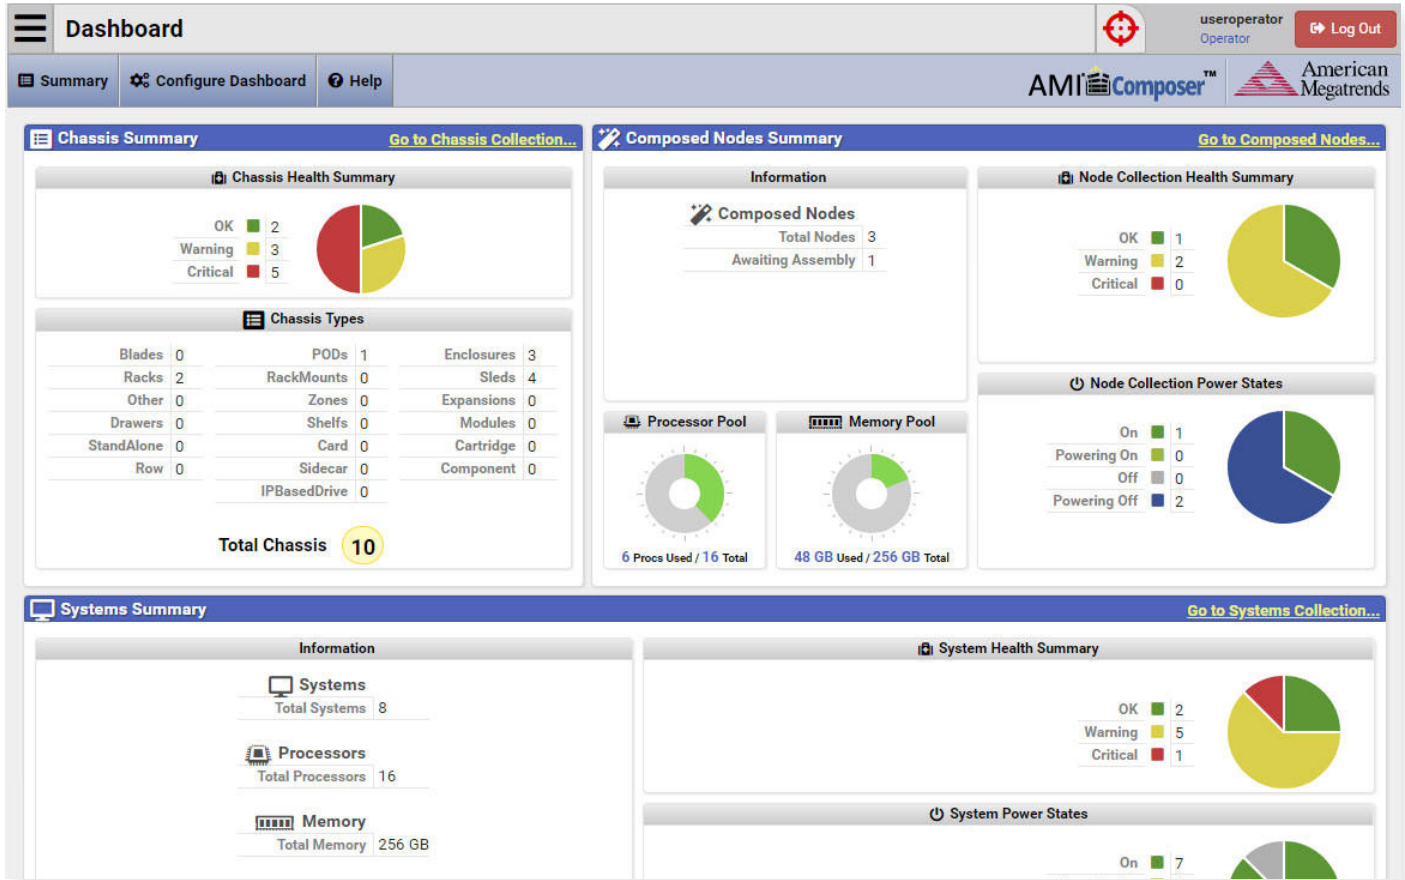 Dashboard
useroperator
Operator
Log Out
Summary
Configure Dashboard
Help
AMI Composer™
American
Megatrends
Chassis Summary
Go to Chassis Collection...
Chassis Health Summary
OK 2
Warning 3
Critical 5
Chassis Types
Blades 0 PODs 1 Enclosures 3
Racks 2 RackMounts 0 Sleds 4
Other 0 Zones 0 Expansions 0
Drawers 0 Shelfs 0 Modules 0
StandAlone 0 Card 0 Cartridge 0
Row 0 Sidecar 0 Component 0
IPBasedDrive 0
Total Chassis 10
Composed Nodes Summary
Go to Composed Nodes...
Information
Composed Nodes
Total Nodes 3
Awaiting Assembly 1
Processor Pool
6 Procs Used / 16 Total
Memory Pool
48 GB Used / 256 GB Total
Node Collection Health Summary
OK 1
Warning 2
Critical 0
Node Collection Power States
On 1
Powering On 0
Off 0
Powering Off 2
Systems Summary
Go to Systems Collection...
Information
Systems
Total Systems 8
Processors
Total Processors 16
Memory
Total Memory 256 GB
System Health Summary
OK 2
Warning 5
Critical 1
System Power States
On 7